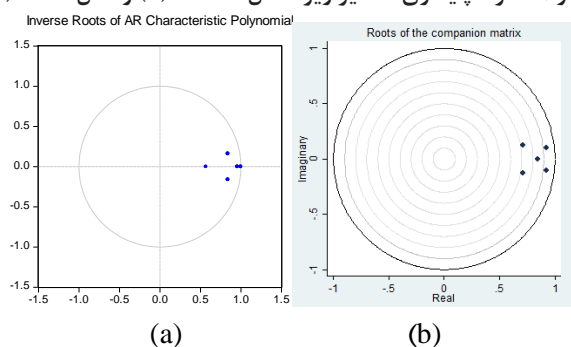 Inverse Roots of AR Characteristic Polynomial
1.5
1.0
0.5
0.0
-0.5
-1.0
-1.5
-1.5 -1.0 -0.5 0.0 0.5 1.0 1.5
(a)
Roots of the companion matrix
Imaginary
1
.5
0
-.5
-1
-1 -.5 0 .5 1
Real
(b)